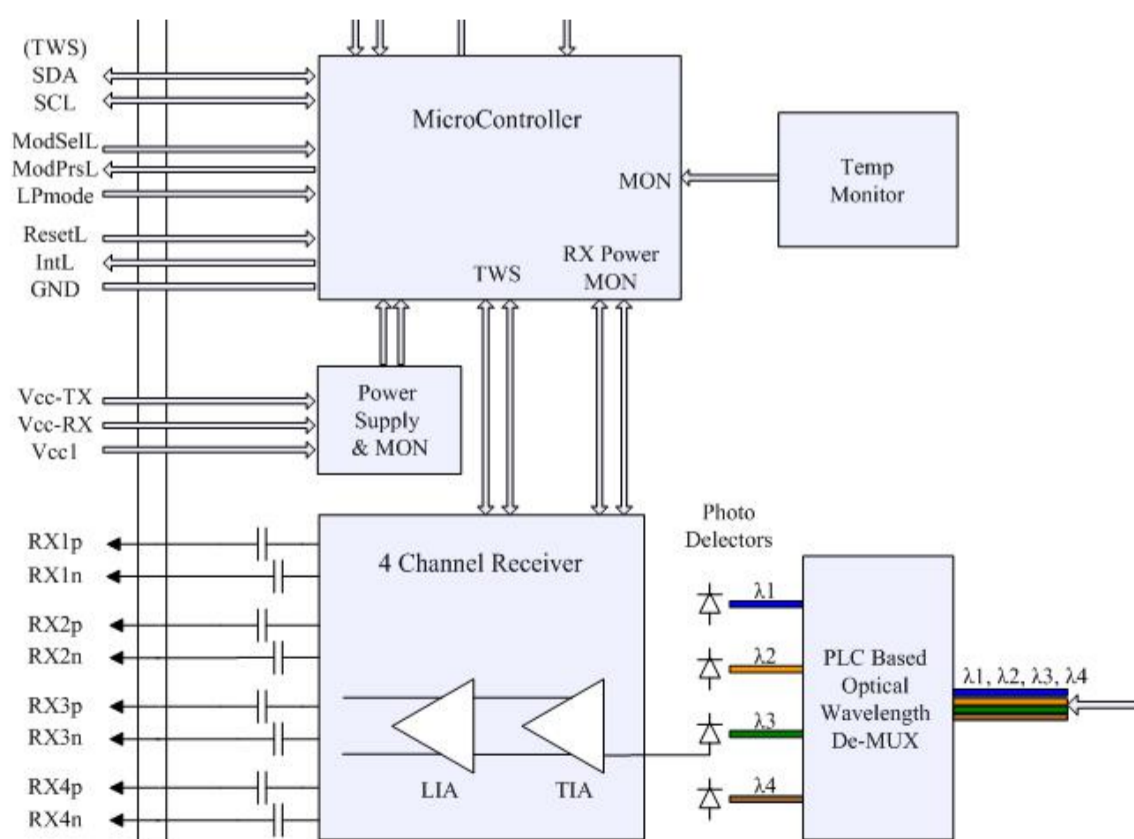 (TWS)
SDA
SCL
ModSelL
ModPrsL
LPmode
ResetL
IntL
GND
MicroController
MON
RX Power
MON
TWS
Temp
Monitor
Vcc-TX
Vcc-RX
Vcc1
Power
Supply
& MON
RX1p
RX1n
RX2p
RX2n
RX3p
RX3n
RX4p
RX4n
4 Channel Receiver
LIA
TIA
Photo
Delectors
λ1
λ2
λ3
λ4
PLC Based
Optical
Wavelength
De-MUX
λ1, λ2, λ3, λ4